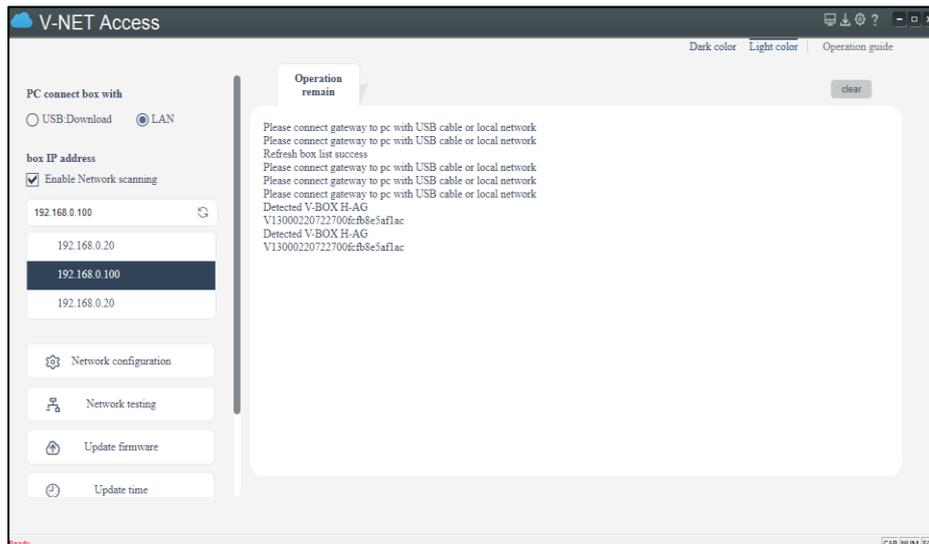 V-NET Access
Dark color Light color Operation guide
PC connect box with
USB:Download LAN
box IP address
Enable Network scanning
192.168.0.100
192.168.0.20
192.168.0.100
192.168.0.20
Network configuration
Network testing
Update firmware
Update time
Operation
remain
clear
Please connect gateway to pc with USB cable or local network
Please connect gateway to pc with USB cable or local network
Refresh box list success
Please connect gateway to pc with USB cable or local network
Please connect gateway to pc with USB cable or local network
Please connect gateway to pc with USB cable or local network
Detected V-BOX H-AG
V13000220722700fcfb8e5af1ac
Detected V-BOX H-AG
V13000220722700fcfb8e5af1ac
Ready
CAP NUM